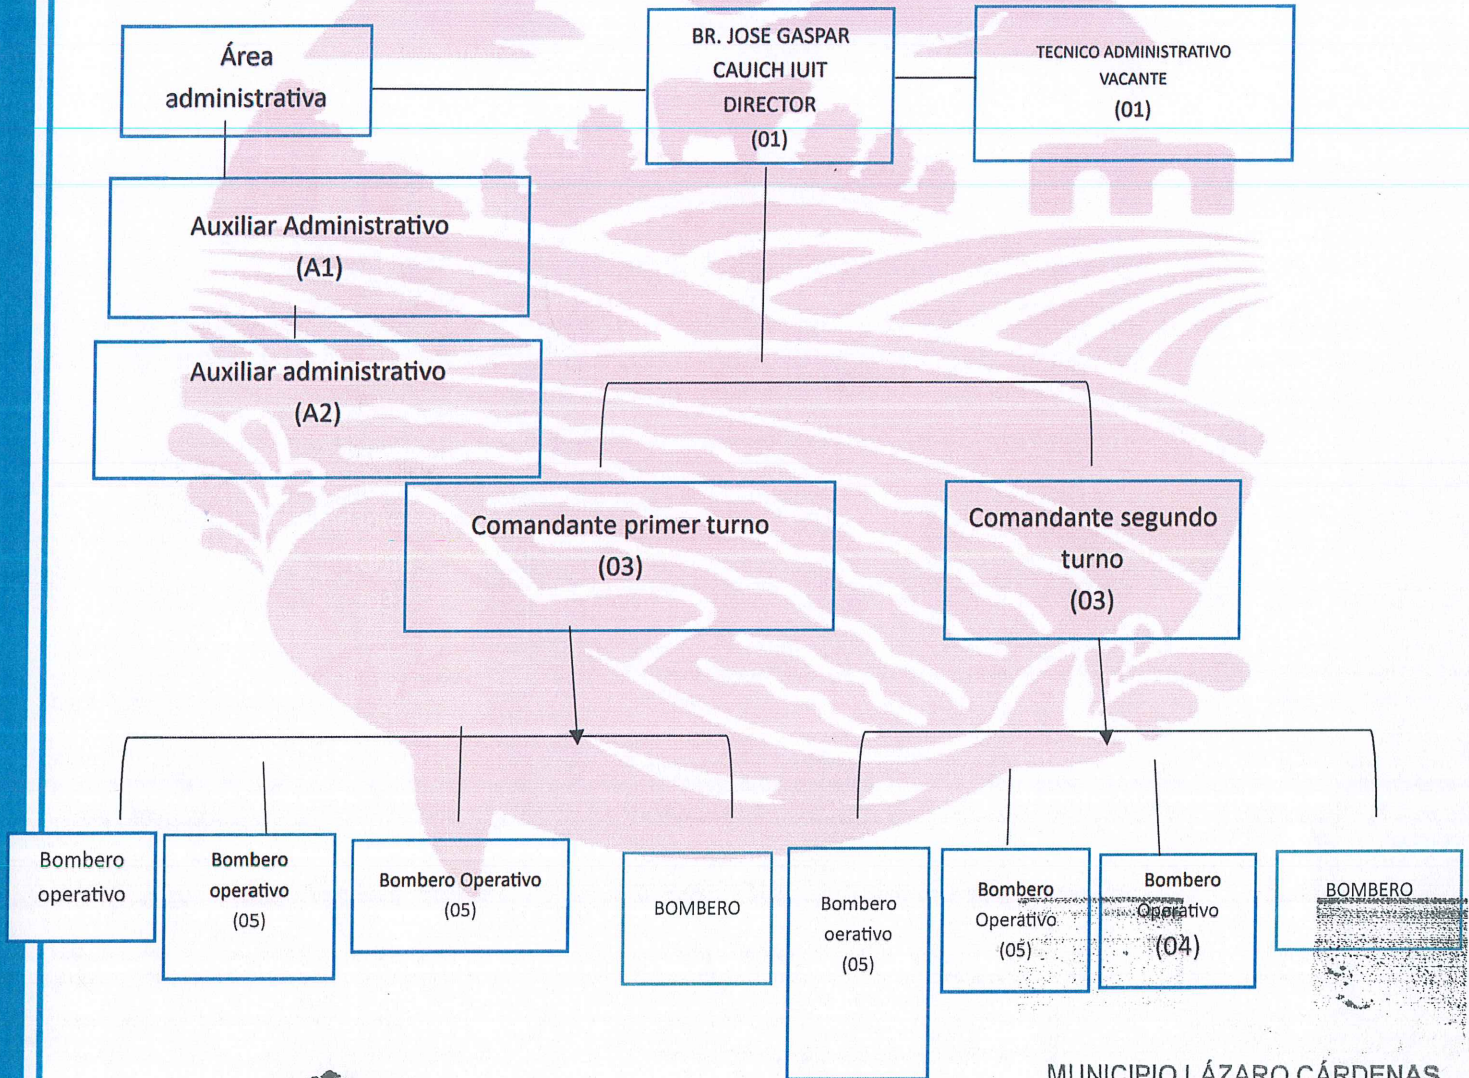 Área
administrativa
BR. JOSE GASPAR
CAUICH IUIT
DIRECTOR
(01)
TECNICO ADMINISTRATIVO
VACANTE
(01)
Auxiliar Administrativo
(A1)
Auxiliar administrativo
(A2)
Comandante primer turno
(03)
Comandante segundo
turno
(03)
Bombero
operativo
Bombero
operativo
(05)
Bombero Operativo
(05)
BOMBERO
Bombero
oerativo
(05)
Bombero
Operativo
(05)
Bombero
Operativo
(04)
BOMBERO
MUNICIPIO LÁZARO CÁRDENAS